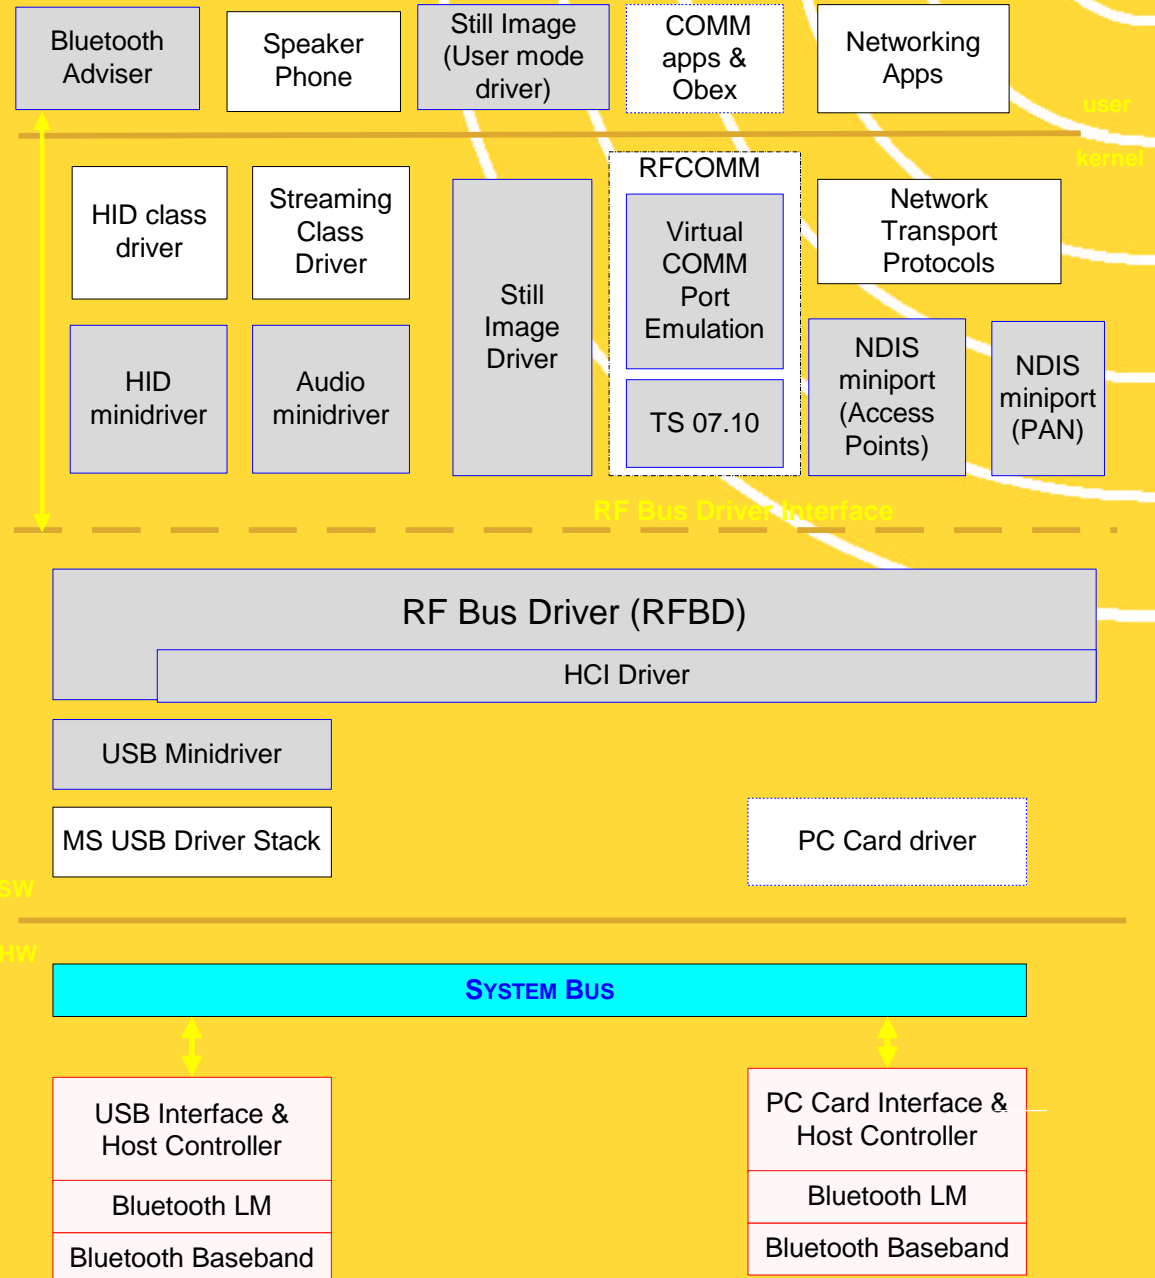 Bluetooth
Adviser
Speaker
Phone
Still Image
(User mode
driver)
COMM
apps &
Obex
Networking
Apps
user
kernel
HID class
driver
Streaming
Class
Driver
Still
Image
Driver
RFCOMM
Virtual
COMM
Port
Emulation
TS 07.10
Network
Transport
Protocols
HID
minidriver
Audio
minidriver
NDIS
miniport
(Access
Points)
NDIS
miniport
(PAN)
RF Bus Driver Interface
RF Bus Driver (RFBD)
HCI Driver
USB Minidriver
MS USB Driver Stack
PC Card driver
SW
HW
SYSTEM BUS
USB Interface &
Host Controller
Bluetooth LM
Bluetooth Baseband
PC Card Interface &
Host Controller
Bluetooth LM
Bluetooth Baseband